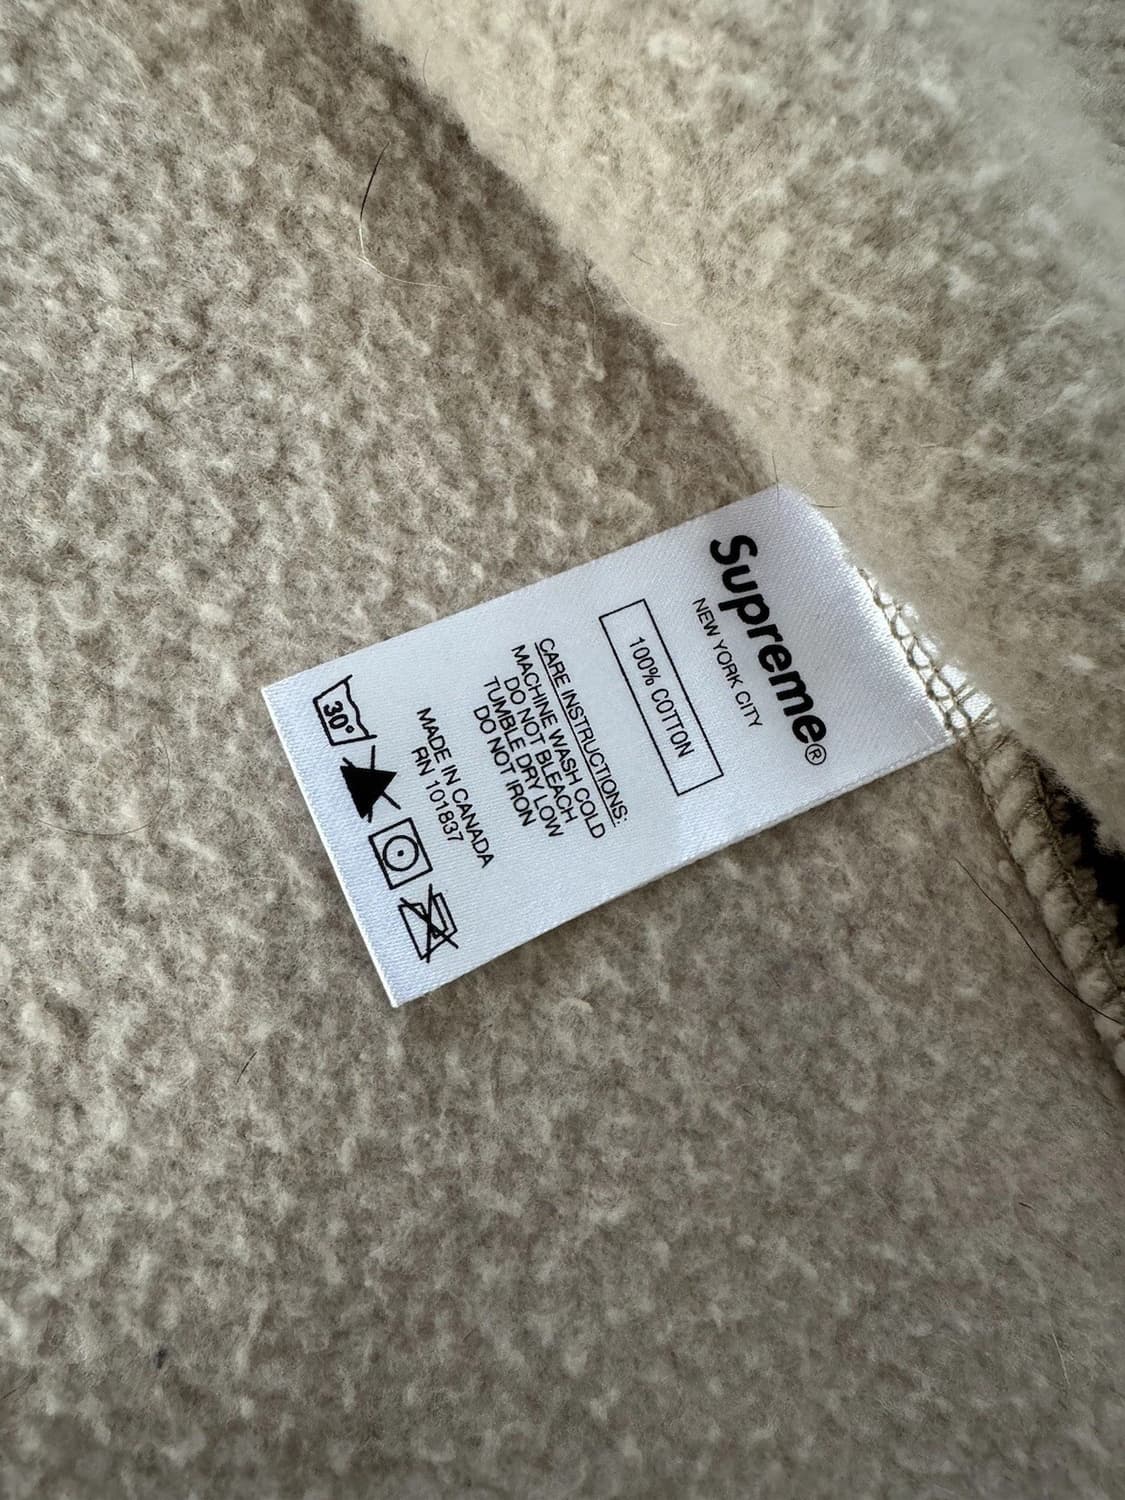 Supreme®
NEW YORK CITY
100% COTTON
CARE INSTRUCTIONS:
MACHINE WASH COLD
DO NOT BLEACH
TUMBLE DRY LOW
DO NOT IRON
MADE IN CANADA
RN 101837
30°